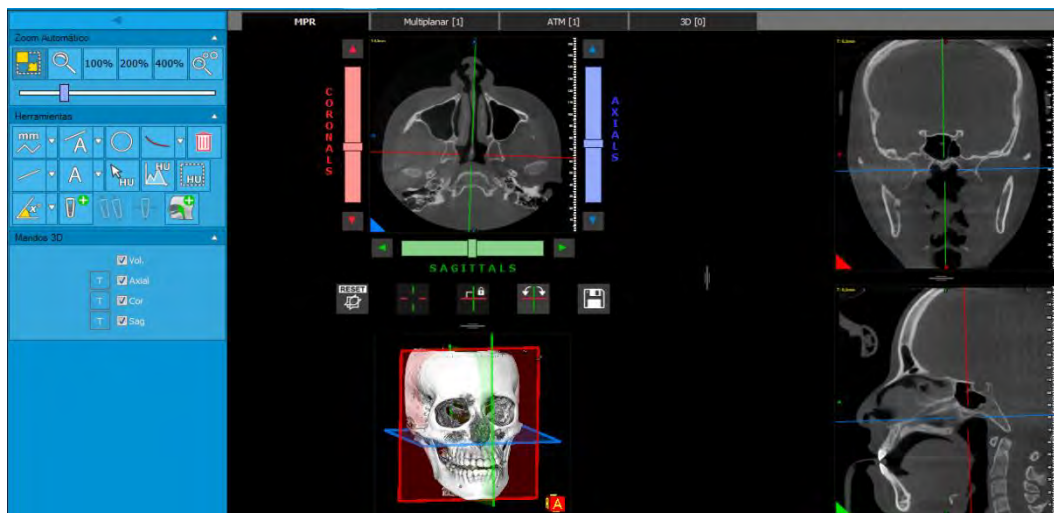 MPR
Multiplanar [1]
ATM [1]
3D [0]
Zoom Automático
100% 200% 400%
Herramientas
mm
A
A
HU
HU
HU
x°
Mandos 3D
Vol.
T Axial
T Cor
T Sag
CORONALS
AXIALS
SAGITTALS
RESET
A